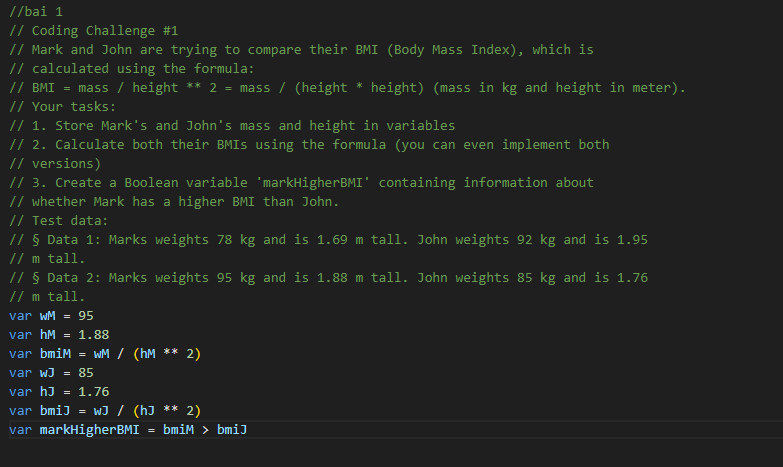 //bai 1
// Coding Challenge #1
// Mark and John are trying to compare their BMI (Body Mass Index), which is
// calculated using the formula:
// BMI = mass / height ** 2 = mass / (height * height) (mass in kg and height in meter).
// Your tasks:
// 1. Store Mark's and John's mass and height in variables
// 2. Calculate both their BMIs using the formula (you can even implement both
// versions)
// 3. Create a Boolean variable 'markHigherBMI' containing information about
// whether Mark has a higher BMI than John.
// Test data:
// § Data 1: Marks weights 78 kg and is 1.69 m tall. John weights 92 kg and is 1.95
// m tall.
// § Data 2: Marks weights 95 kg and is 1.88 m tall. John weights 85 kg and is 1.76
// m tall.
var wM = 95
var hM = 1.88
var bmiM = wM / (hM ** 2)
var wJ = 85
var hJ = 1.76
var bmiJ = wJ / (hJ ** 2)
var markHigherBMI = bmiM > bmiJ